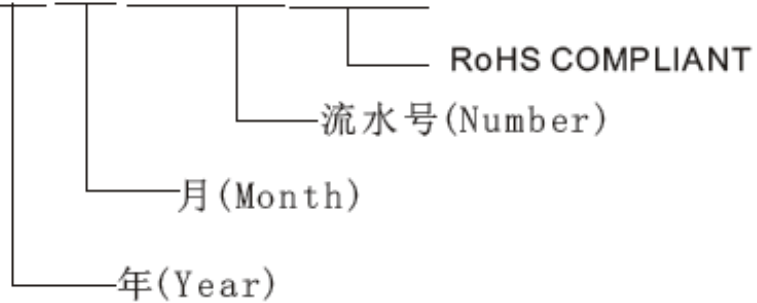 RoHS COMPLIANT
流水号(Number)
月(Month)
年(Year)